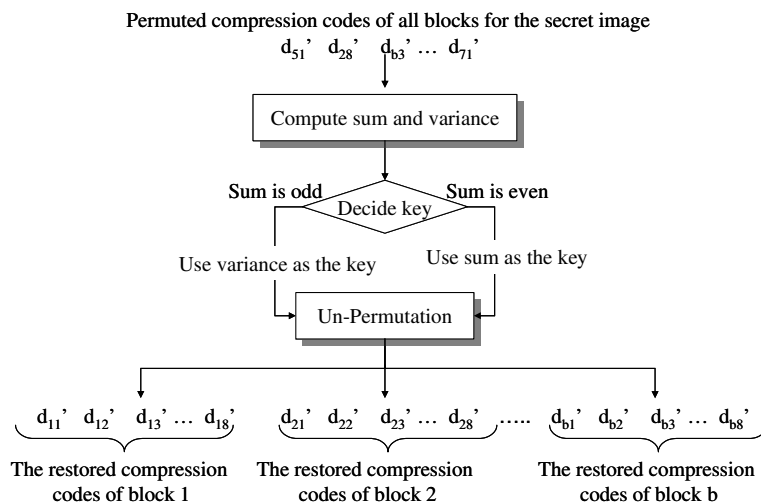 Permuted compression codes of all blocks for the secret image
d51’ d28’ db3’ … d71’
Compute sum and variance
Sum is odd
Sum is even
Decide key
Use variance as the key
Use sum as the key
Un-Permutation
d11’ d12’ d13’ … d18’ d21’ d22’ d23’ … d28’ ….. db1’ db2’ db3’ … db8’
The restored compression codes of block 1
The restored compression codes of block 2
The restored compression codes of block b